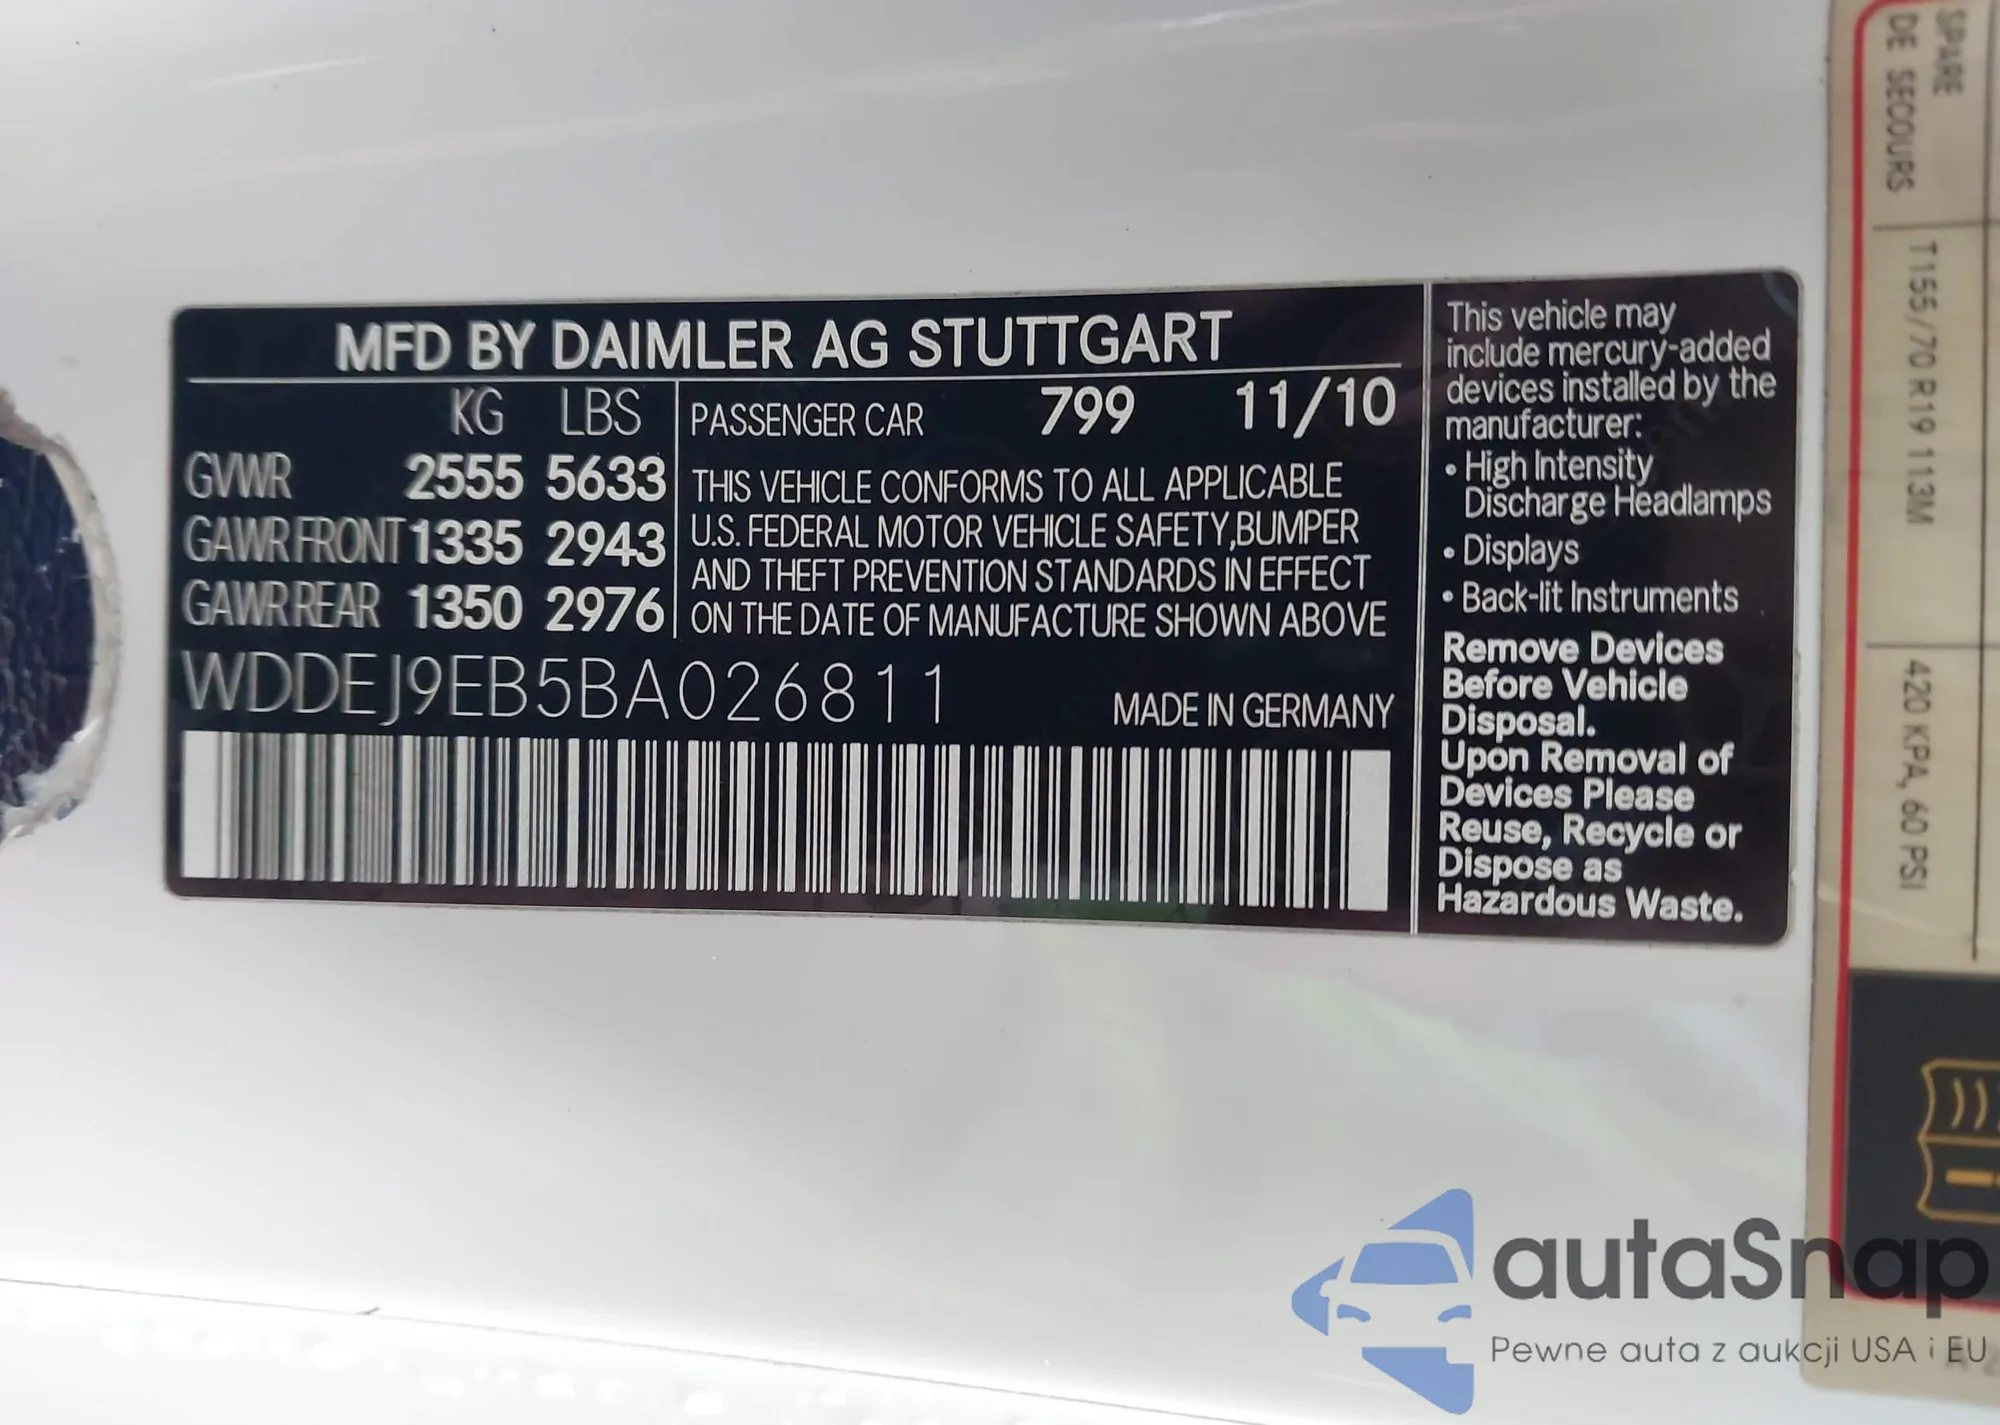 MFD BY DAIMLER AG STUTTGART
KG LBS
GVWR 2555 5633
GAWR FRONT 1335 2943
GAWR REAR 1350 2976
PASSENGER CAR 799 11/10
THIS VEHICLE CONFORMS TO ALL APPLICABLE
U.S. FEDERAL MOTOR VEHICLE SAFETY,BUMPER
AND THEFT PREVENTION STANDARDS IN EFFECT
ON THE DATE OF MANUFACTURE SHOWN ABOVE
WDDEJ9EB5BA026811
MADE IN GERMANY
This vehicle may
include mercury-added
devices installed by the
manufacturer:
• High Intensity
Discharge Headlamps
• Displays
• Back-lit Instruments
Remove Devices
Before Vehicle
Disposal.
Upon Removal of
Devices Please
Reuse, Recycle or
Dispose as
Hazardous Waste.
SPARE
DE SECOURS
T155/70 R19 113M
420 KPA, 60 PSI
autaSnap
Pewne auta z aukcji USA i EU